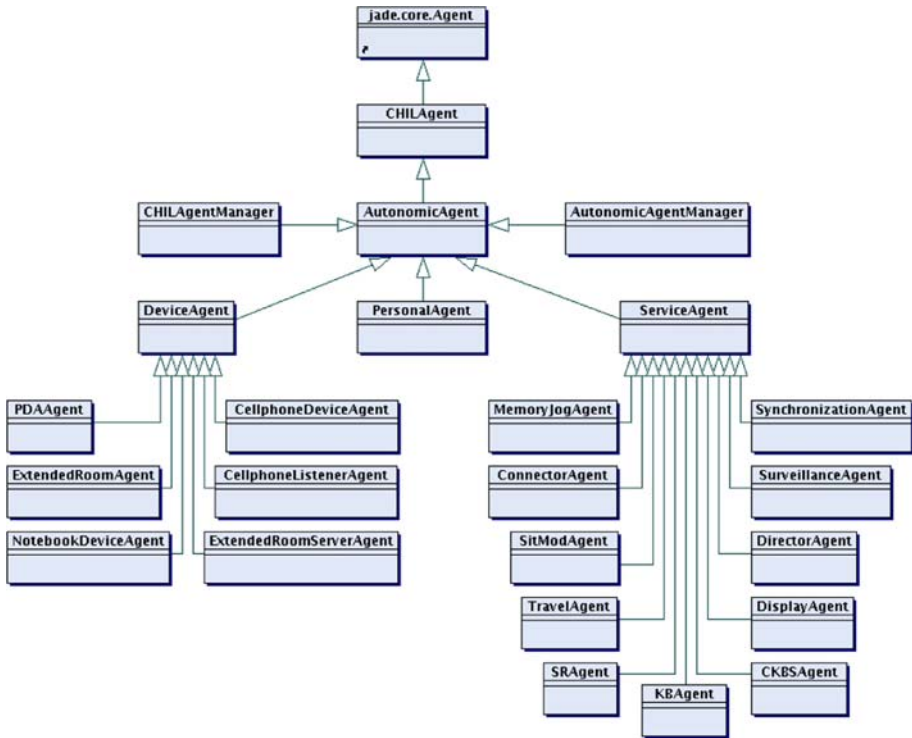 jade.core.Agent
CHILAgent
CHILAgentManager
AutonomicAgent
AutonomicAgentManager
DeviceAgent
PersonalAgent
ServiceAgent
PDAAgent
CellphoneDeviceAgent
MemoryJogAgent
SynchronizationAgent
ExtendedRoomAgent
CellphoneListenerAgent
ConnectorAgent
SurveillanceAgent
NotebookDeviceAgent
ExtendedRoomServerAgent
SitModAgent
DirectorAgent
TravelAgent
DisplayAgent
SRAgent
CKBSAgent
KBAgent